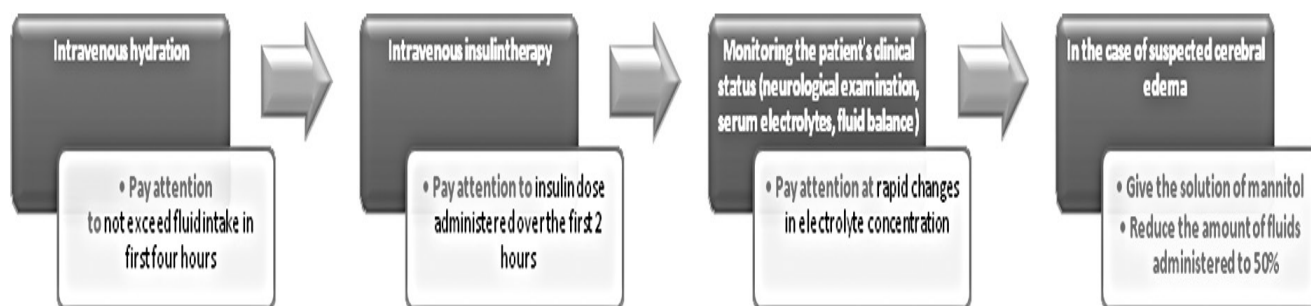 Intravenous hydration
• Pay attention
to not exceed fluid intake in
first four hours
Intravenous insulintherapy
• Pay attention to insulin dose
administered over the first 2
hours
Monitoring the patient's clinical
status (neurological examination,
serum electrolytes, fluid balance)
• Pay attention at rapid changes
in electrolyte concentration
In the case of suspected cerebral
edema
• Give the solution of mannitol
• Reduce the amount of fluids
administered to 50%